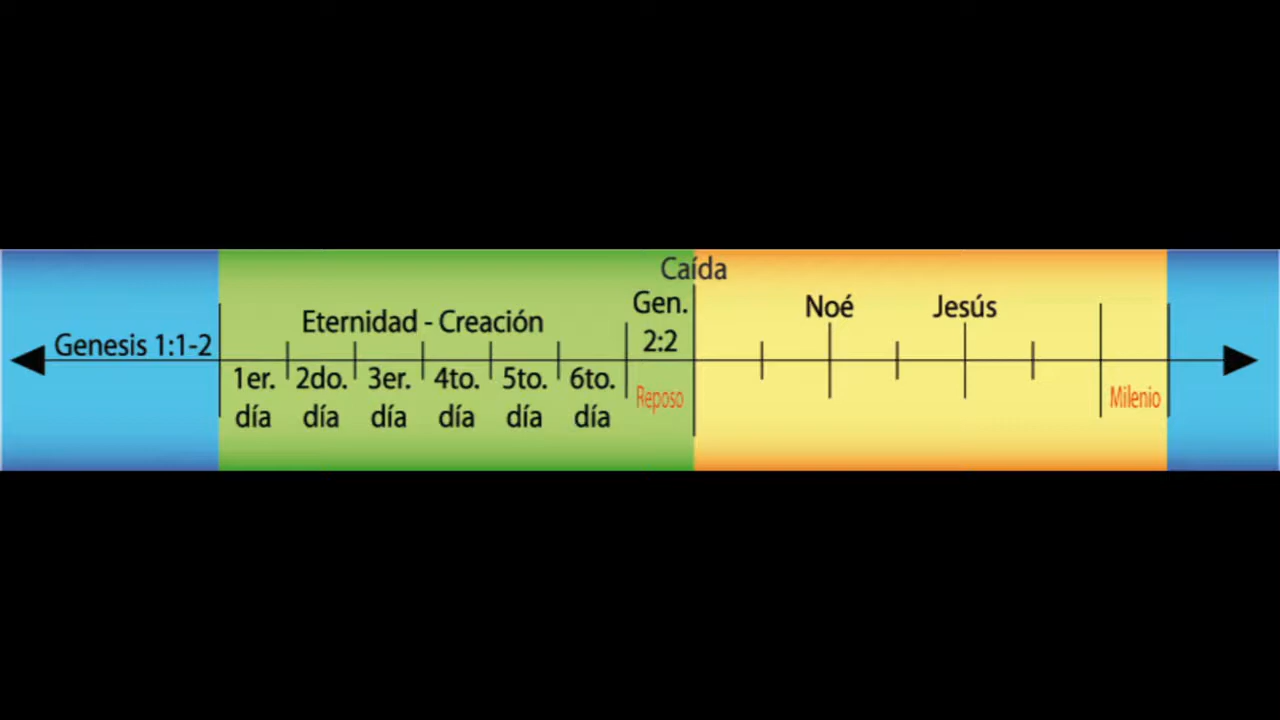 Caída
Genesis 1:1-2
Eternidad - Creación
Gen.
2:2
Noé
Jesús
1er.
día
2do.
día
3er.
día
4to.
día
5to.
día
6to.
día
Reposo
Milenio